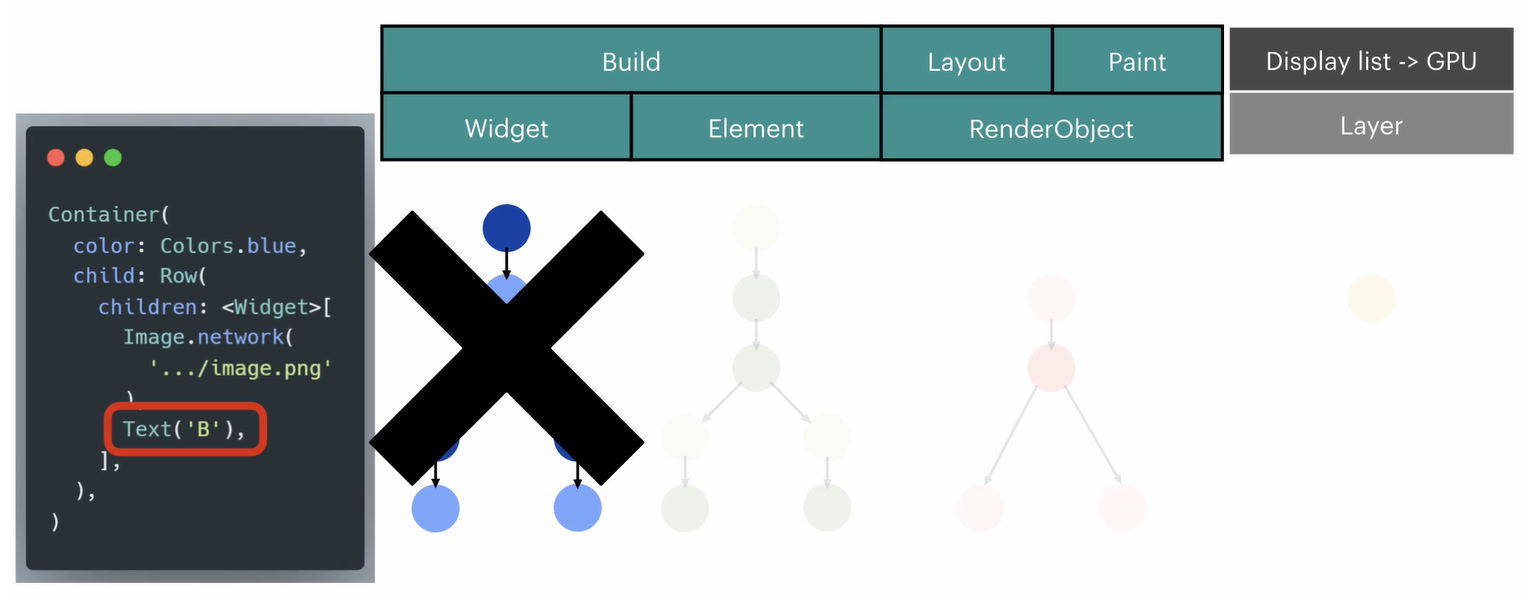 Build
Layout
Paint
Display list -> GPU
Widget
Element
RenderObject
Layer
Container(
color: Colors.blue,
child: Row(
children: <Widget>[
Image.network(
'.../image.png'
),
Text('B'),
],
),
)